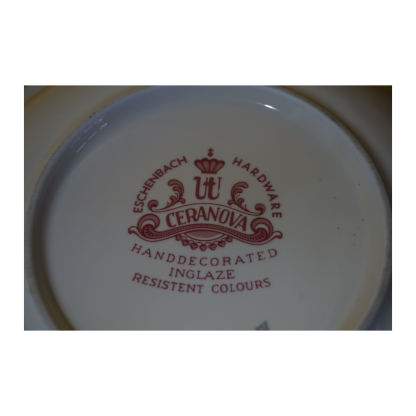 ESCHENBACH HARDWARE
CERANOVA
HANDDECORATED
INGLAZE
RESISTENT COLOURS